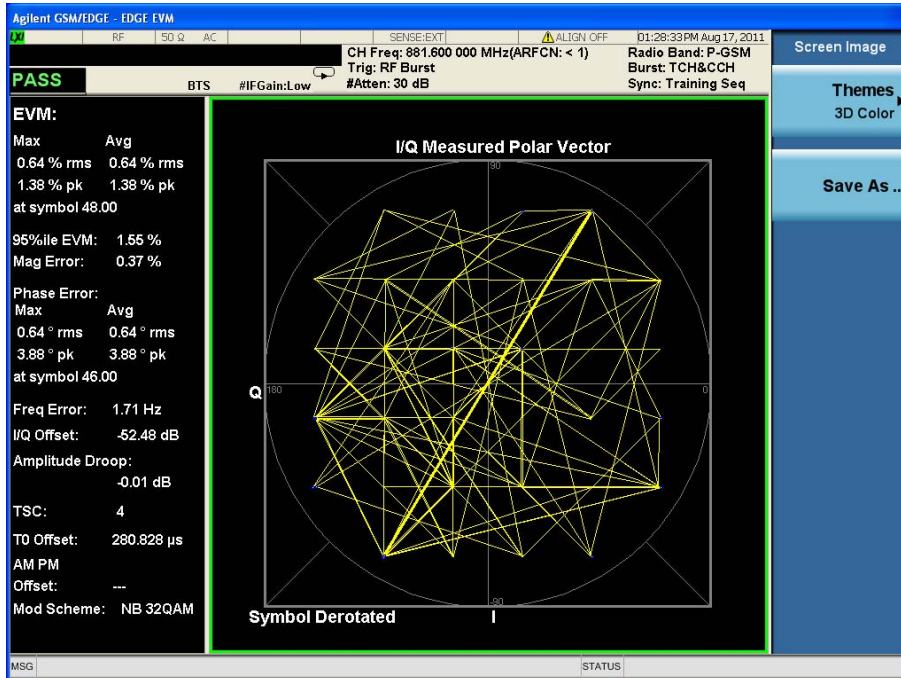 Agilent GSM/EDGE - EDGE EVM
LXI RF 50 Ω AC SENSE:EXT ALIGN OFF 01:28:33 PM Aug 17, 2011
CH Freq: 881.600 000 MHz(ARFCN: < 1) Radio Band: P-GSM
Trig: RF Burst Burst: TCH&CCH
PASS BTS #IFGain:Low #Atten: 30 dB Sync: Training Seq
Screen Image
Themes
3D Color
Save As ..
EVM:
Max Avg
0.64 % rms 0.64 % rms
1.38 % pk 1.38 % pk
at symbol 48.00
95%ile EVM: 1.55 %
Mag Error: 0.37 %
Phase Error:
Max Avg
0.64 ° rms 0.64 ° rms
3.88 ° pk 3.88 ° pk
at symbol 46.00
Freq Error: 1.71 Hz
I/Q Offset: -52.48 dB
Amplitude Droop:
-0.01 dB
TSC: 4
T0 Offset: 280.828 µs
AM PM
Offset: ---
Mod Scheme: NB 32QAM
I/Q Measured Polar Vector
90
Q 180 0
-90
Symbol Derotated I
MSG STATUS